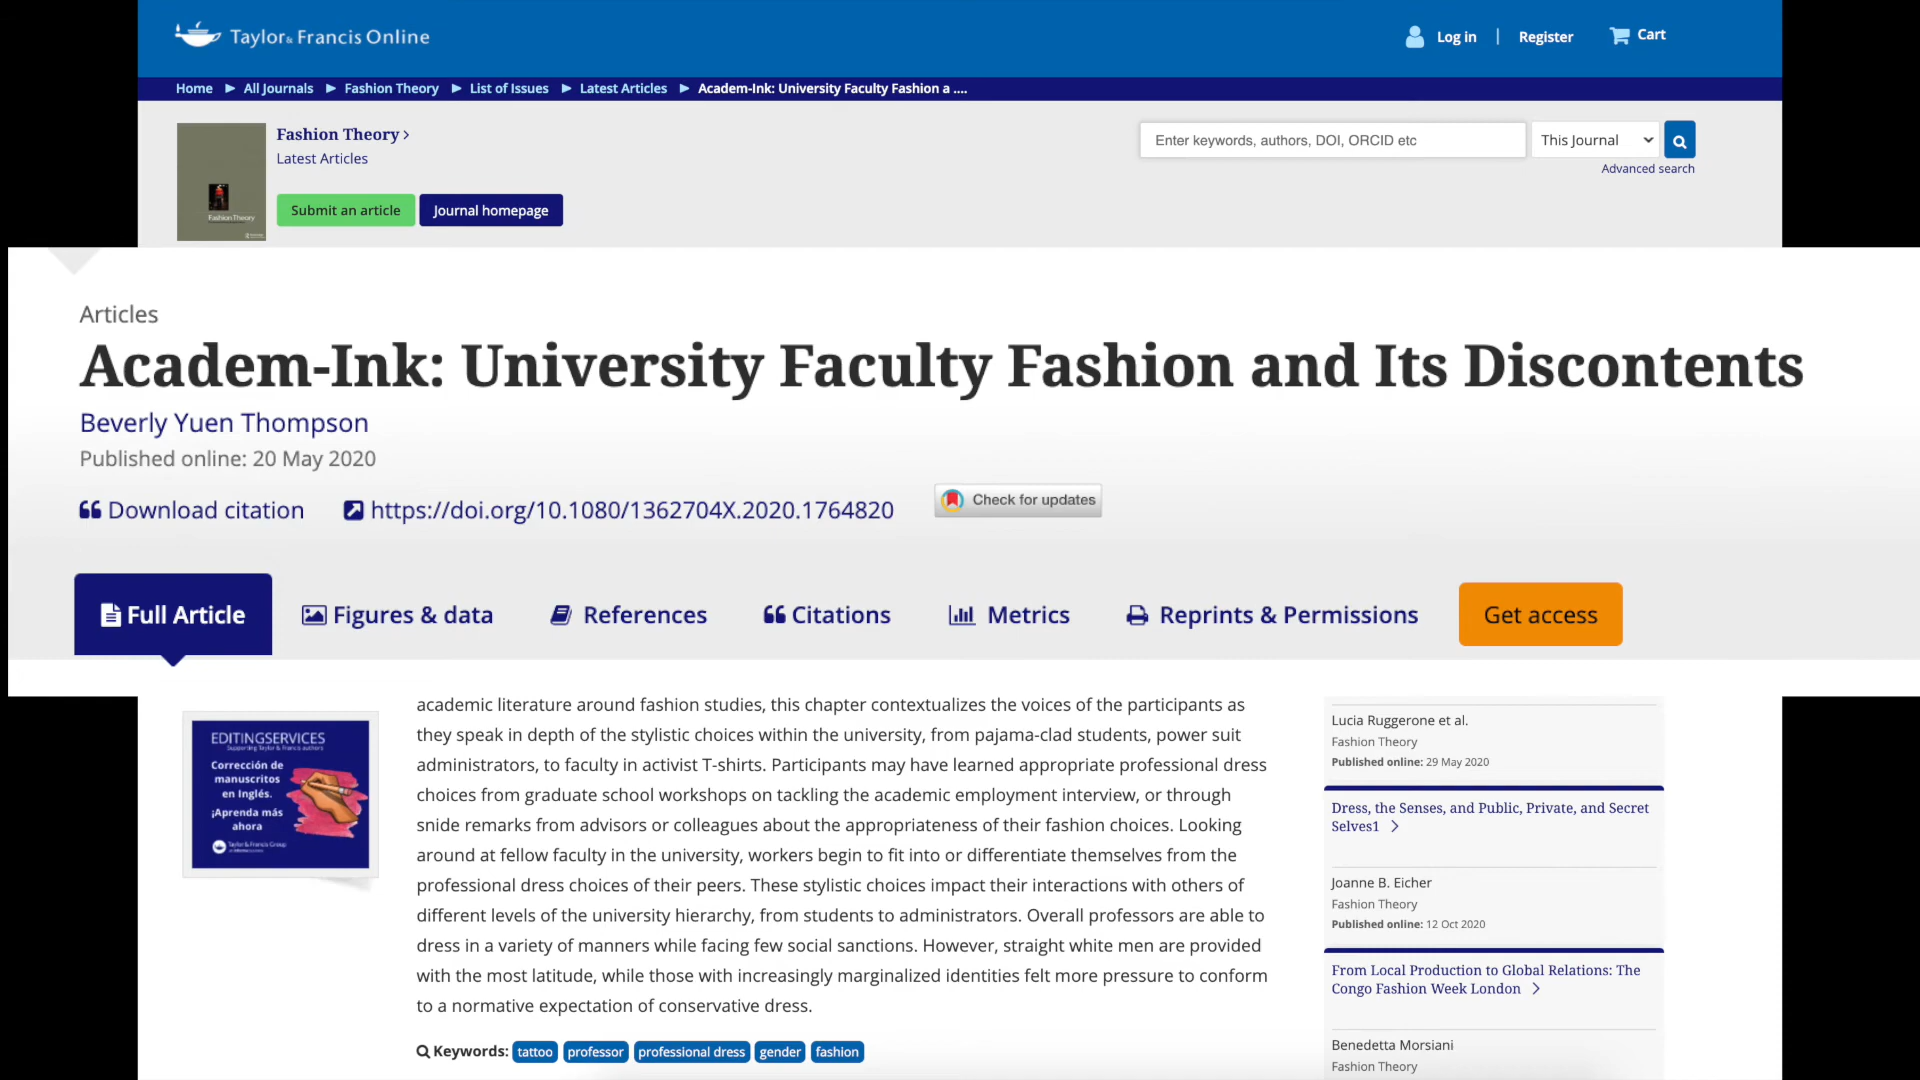 Taylor & Francis Online
Log in | Register Cart
Home ► All Journals ► Fashion Theory ► List of Issues ► Latest Articles ► Academ-Ink: University Faculty Fashion a ....
Fashion Theory >
Latest Articles
Fashion Theory
Submit an article Journal homepage
Enter keywords, authors, DOI, ORCID etc This Journal
Advanced search
Articles
Academ-Ink: University Faculty Fashion and Its Discontents
Beverly Yuen Thompson
Published online: 20 May 2020
Download citation https://doi.org/10.1080/1362704X.2020.1764820 Check for updates
Full Article Figures & data References Citations Metrics Reprints & Permissions Get access
EDITINGSERVICES
Supporting Taylor & Francis authors
Corrección de
manuscritos
en Inglés.
¡Aprenda más
ahora
Taylor & Francis Group
academic literature around fashion studies, this chapter contextualizes the voices of the participants as
they speak in depth of the stylistic choices within the university, from pajama-clad students, power suit
administrators, to faculty in activist T-shirts. Participants may have learned appropriate professional dress
choices from graduate school workshops on tackling the academic employment interview, or through
snide remarks from advisors or colleagues about the appropriateness of their fashion choices. Looking
around at fellow faculty in the university, workers begin to fit into or differentiate themselves from the
professional dress choices of their peers. These stylistic choices impact their interactions with others of
different levels of the university hierarchy, from students to administrators. Overall professors are able to
dress in a variety of manners while facing few social sanctions. However, straight white men are provided
with the most latitude, while those with increasingly marginalized identities felt more pressure to conform
to a normative expectation of conservative dress.
Keywords: tattoo professor professional dress gender fashion
Lucia Ruggerone et al.
Fashion Theory
Published online: 29 May 2020
Dress, the Senses, and Public, Private, and Secret
Selves1 >
Joanne B. Eicher
Fashion Theory
Published online: 12 Oct 2020
From Local Production to Global Relations: The
Congo Fashion Week London >
Benedetta Morsiani
Fashion Theory